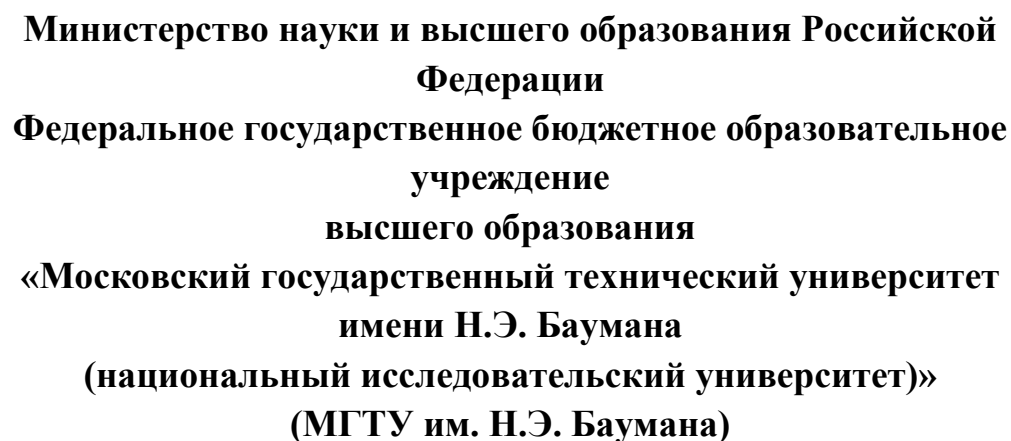 Министерство науки и высшего образования Российской
Федерации
Федеральное государственное бюджетное образовательное
учреждение
высшего образования
«Московский государственный технический университет
имени Н.Э. Баумана
(национальный исследовательский университет)»
(МГТУ им. Н.Э. Баумана)